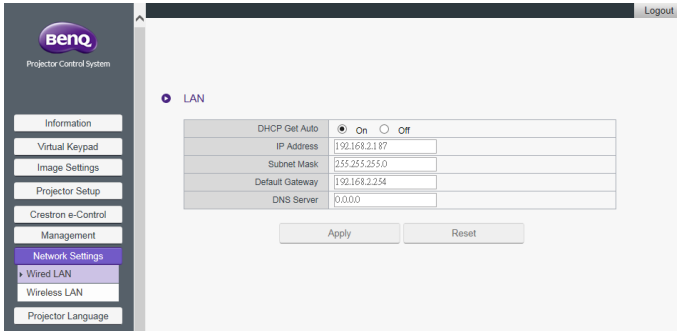 Logout
BenQ
Projector Control System
Information
Virtual Keypad
Image Settings
Projector Setup
Crestron e-Control
Management
Network Settings
Wired LAN
Wireless LAN
Projector Language
LAN
DHCP Get Auto On Off
IP Address 192.168.2.187
Subnet Mask 255.255.255.0
Default Gateway 192.168.2.254
DNS Server 0.0.0.0
Apply Reset